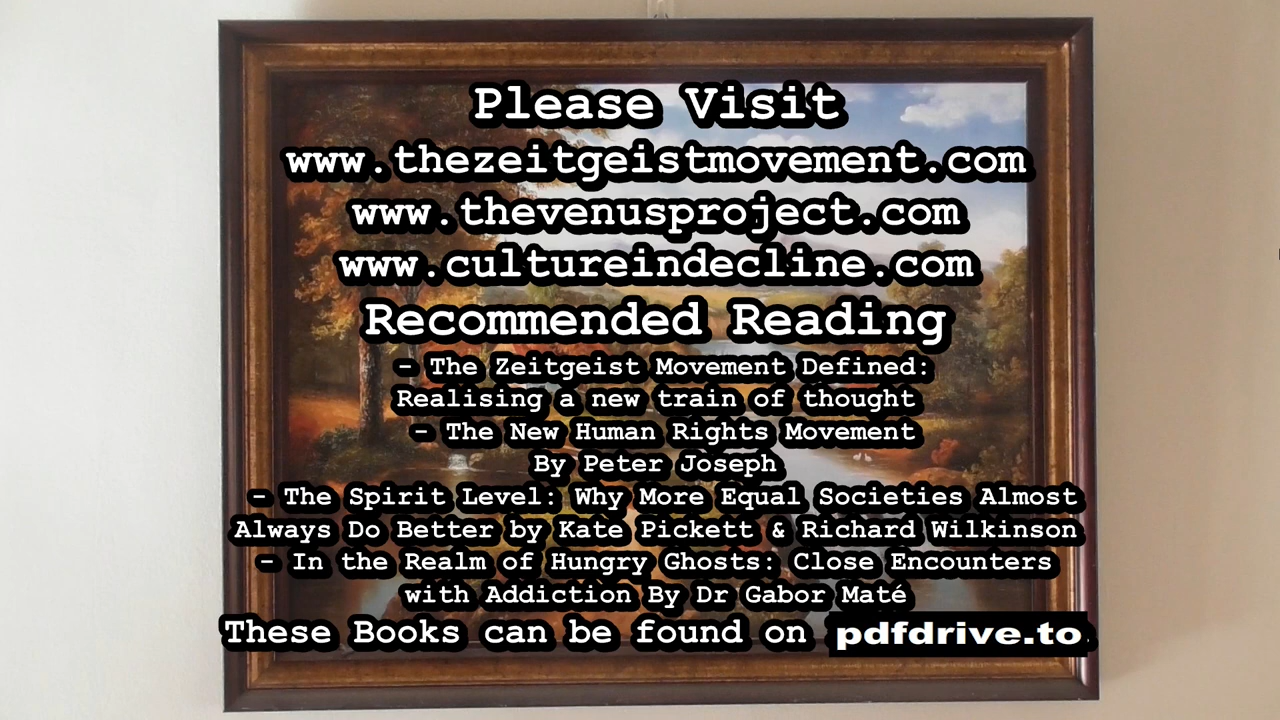 Please Visit
www.thezeitgeistmovement.com
www.thevenusproject.com
www.cultureindecline.com
Recommended Reading
- The Zeitgeist Movement Defined:
Realising a new train of thought
- The New Human Rights Movement
By Peter Joseph
- The Spirit Level: Why More Equal Societies Almost
Always Do Better by Kate Pickett & Richard Wilkinson
- In the Realm of Hungry Ghosts: Close Encounters
with Addiction By Dr Gabor Maté
These Books can be found on pdfdrive.to